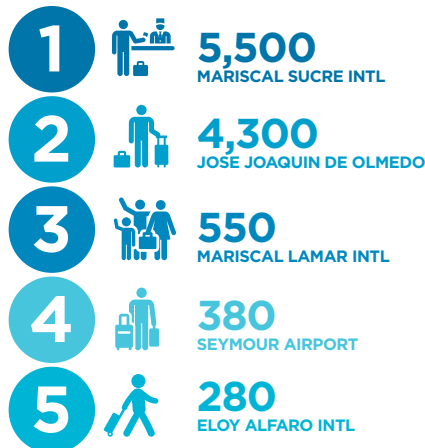 1
5,500
MARISCAL SUCRE INTL
2
4,300
JOSE JOAQUIN DE OLMEDO
3
550
MARISCAL LAMAR INTL
4
380
SEYMOUR AIRPORT
5
280
ELOY ALFARO INTL